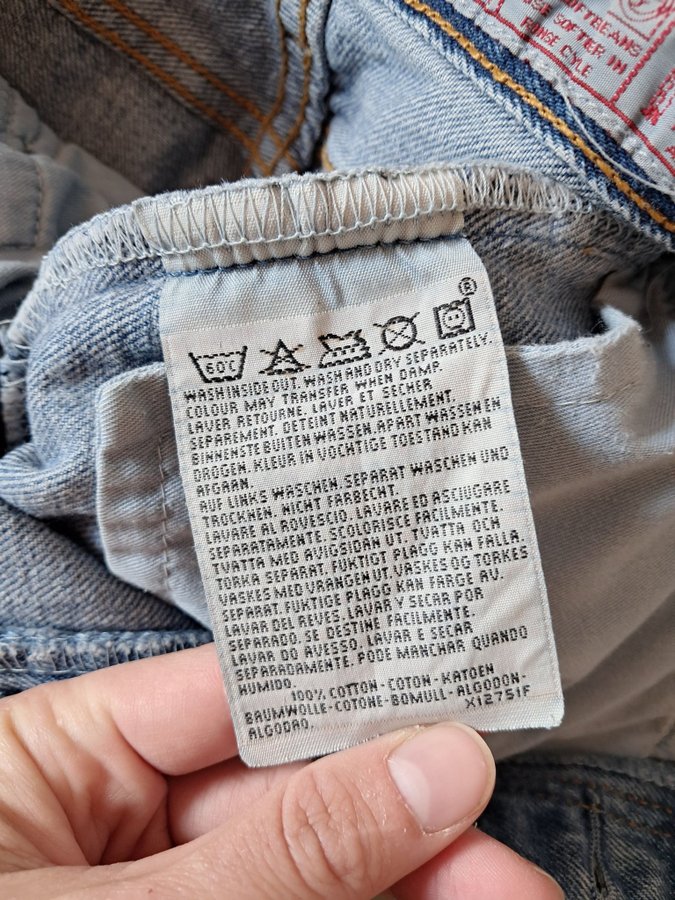 SOFTER IN
RINSE CYLE
®
60°C
WASH INSIDE OUT. WASH AND DRY SEPARATELY.
COLOUR MAY TRANSFER WHEN DAMP.
LAVER RETOURNE. LAVER ET SECHER
SEPAREMENT. DETEINT NATURELLEMENT.
BINNENSTE BUITEN WASSEN. APART WASSEN EN
DROGEN. KLEUR IN VOCHTIGE TOESTAND KAN
AFGAAN.
AUF LINKS WASCHEN. SEPARAT WASCHEN UND
TROCKNEN. NICHT FARBECHT.
LAVARE AL ROVESCIO. LAVARE ED ASCIUGARE
SEPARATAMENTE. SCOLORISCE FACILMENTE.
TVATTA MED AVIGSIDAN UT. TVATTA OCH
TORKA SEPARAT. FUKTIGT PLAGG KAN FALLA.
VASKES MED VRANGEN UT. VASKES OG TORKES
SEPARAT. FUKTIGE PLAGG KAN FARGE AV.
LAVAR DEL REVES. LAVAR Y SECAR POR
SEPARADO. SE DESTINE FACILMENTE.
LAVAR DO AVESSO. LAVAR E SECAR
SEPARADAMENTE. PODE MANCHAR QUANDO
HUMIDO.
100% COTTON - COTON - KATOEN
BAUMWOLLE-COTONE-BOMULL-ALGODON-
ALGODAO. X12751F